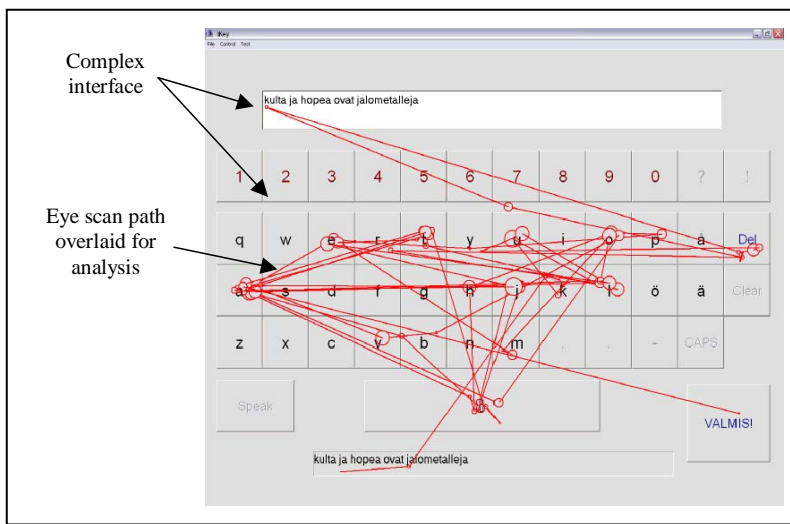 iKey
File Control Test
Complex
interface
kulta ja hopea ovat jalometalleja
1 2 3 4 5 6 7 8 9 0 ? !
Eye scan path
overlaid for
analysis
q w e r t y u i o p å Del
a s d f g h j k l ö ä Clear
z x c v b n m , . - CAPS
Speak
VALMIS!
kulta ja hopea ovat jalometalleja